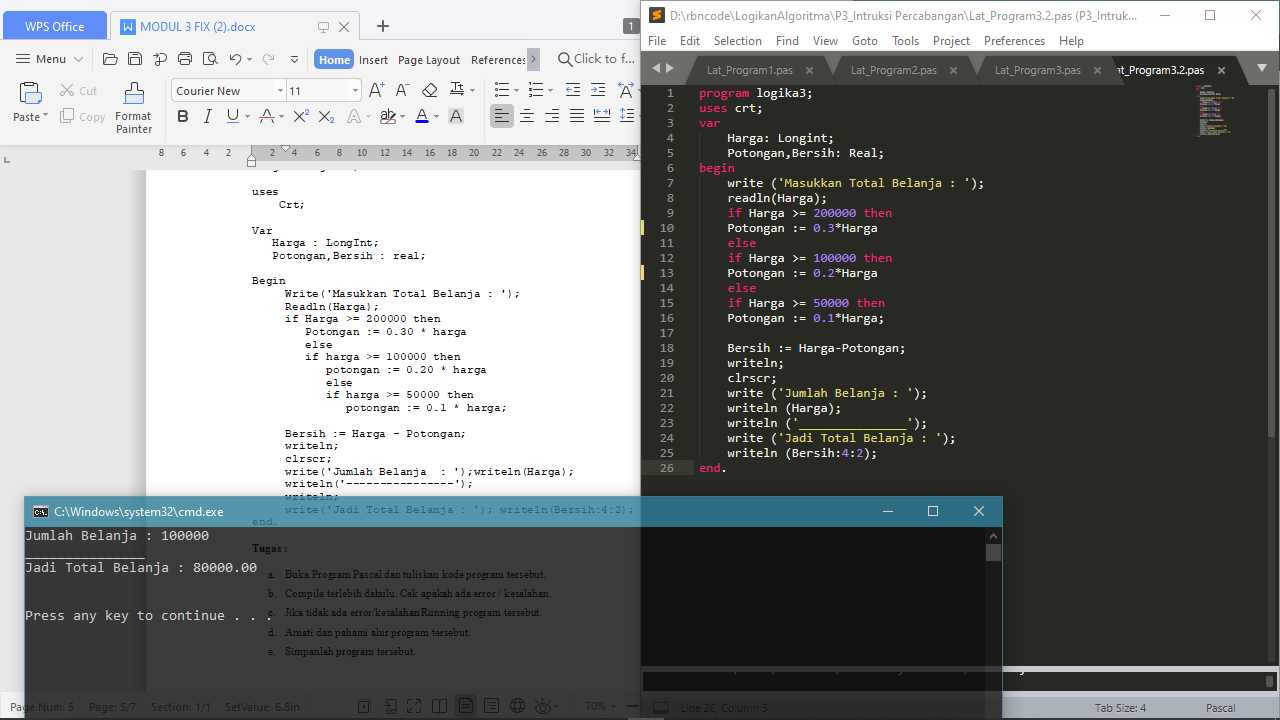 WPS Office
MODUL 3 FIX (2).docx
1
Menu
Home
Insert
Page Layout
References
Click to f...
Paste
Cut
Copy
Format
Painter
Courier New
11
8 6 4 2 2 4 6 8 10 12 14 16 18 20 22 24 26 28 30 32 34
uses
Crt;
Var
Harga : LongInt;
Potongan,Bersih : real;
Begin
Write('Masukkan Total Belanja : ');
Readln(Harga);
if Harga >= 200000 then
Potongan := 0.30 * harga
else
if harga >= 100000 then
potongan := 0.20 * harga
else
if harga >= 50000 then
potongan := 0.1 * harga;
Bersih := Harga - Potongan;
writeln;
clrscr;
write('Jumlah Belanja  : ');writeln(Harga);
writeln('----------------');
writeln;
write('Jadi Total Belanja : '); writeln(Bersih:4:2);
end.
Tugas :
a. Buka Program Pascal dan tuliskan kode program tersebut.
b. Compile terlebih dahulu. Cek apakah ada error / kesalahan.
c. Jika tidak ada error/kesalahan Running program tersebut.
d. Amati dan pahami alur program tersebut.
e. Simpanlah program tersebut.
Page Num: 5 Page: 5/7 Section: 1/1 SetValue: 6.8in 70%
D:\rbncode\LogikanAlgoritma\P3_Intruksi Percabangan\Lat_Program3.2.pas (P3_Intruk...
File Edit Selection Find View Goto Tools Project Preferences Help
Lat_Program1.pas
Lat_Program2.pas
Lat_Program3.pas
at_Program3.2.pas
1 program logika3;
2 uses crt;
3 var
4 Harga: Longint;
5 Potongan,Bersih: Real;
6 begin
7 write ('Masukkan Total Belanja : ');
8 readln(Harga);
9 if Harga >= 200000 then
10 Potongan := 0.3*Harga
11 else
12 if Harga >= 100000 then
13 Potongan := 0.2*Harga
14 else
15 if Harga >= 50000 then
16 Potongan := 0.1*Harga;
17
18 Bersih := Harga-Potongan;
19 writeln;
20 clrscr;
21 write ('Jumlah Belanja : ');
22 writeln (Harga);
23 writeln ('_______________');
24 write ('Jadi Total Belanja : ');
25 writeln (Bersih:4:2);
26 end.
Line 26, Column 5
Tab Size: 4
Pascal
C:\Windows\system32\cmd.exe
Jumlah Belanja : 100000
_______________
Jadi Total Belanja : 80000.00
Press any key to continue . . .